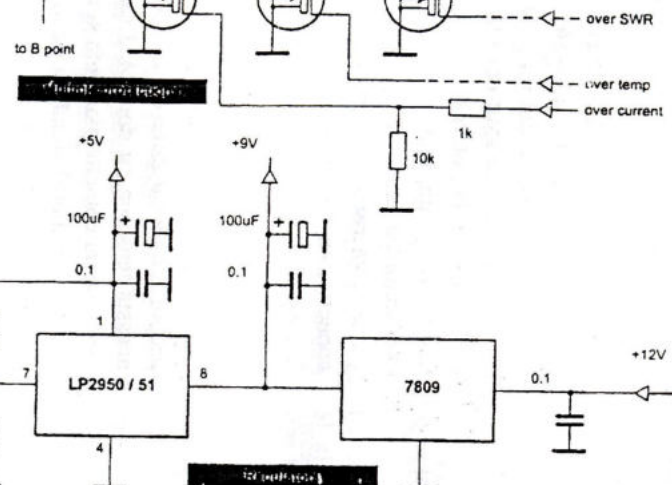 over SWR
to B point
over temp
over current
1k
+5V
+9V
10k
100uF +
100uF +
0.1
0.1
1
+12V
7
LP2950 / 51
8
7809
0.1
4
Regulators